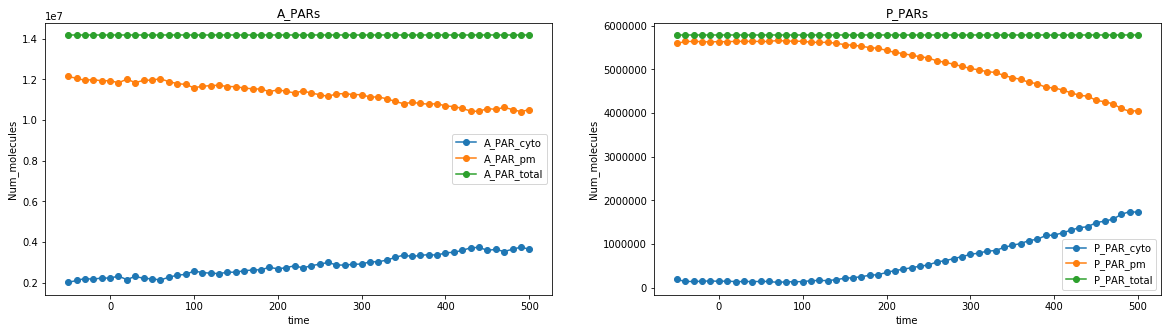 A_PARs
1e7
1.4
1.2
1.0
0.8
0.6
0.4
0.2
Num_molecules
0
100
200
300
400
500
time
A_PAR_cyto
A_PAR_pm
A_PAR_total
P_PARs
6000000
5000000
4000000
3000000
2000000
1000000
0
Num_molecules
0
100
200
300
400
500
time
P_PAR_cyto
P_PAR_pm
P_PAR_total